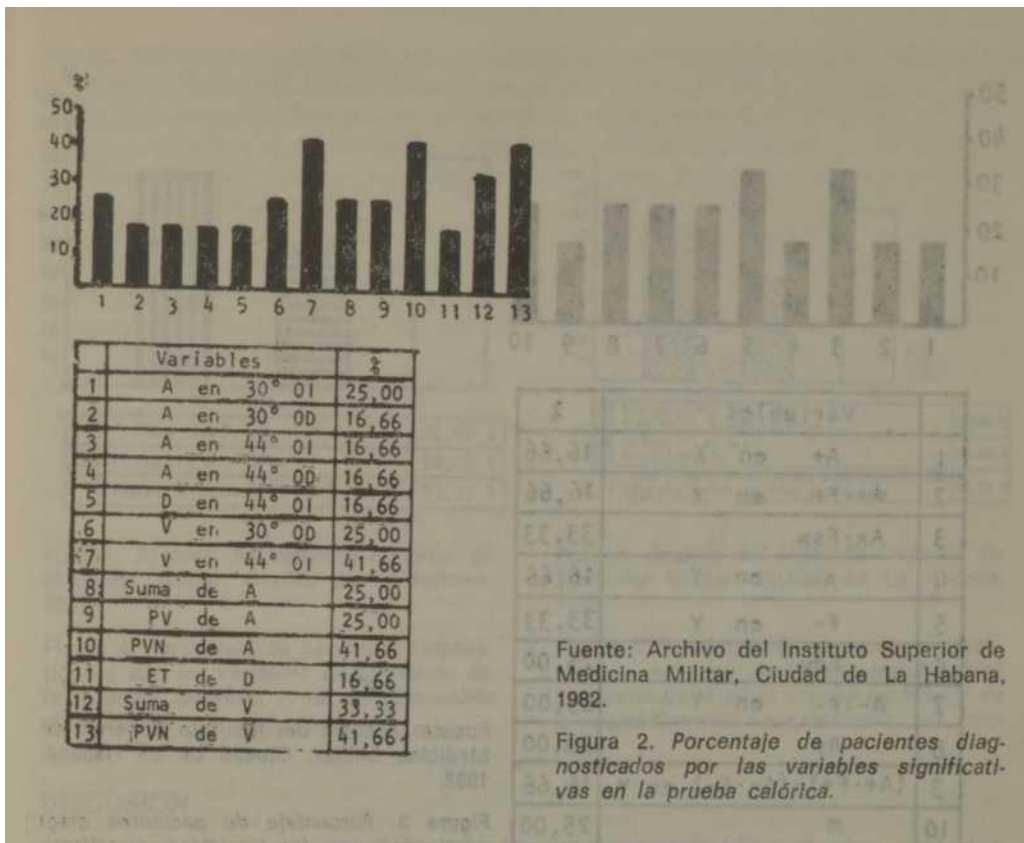 %
50
40
30
20
10
1 2 3 4 5 6 7 8 9 10 11 12 13
Variables %
1 A en 30° OI 25,00
2 A en 30° OD 16,66
3 A en 44° OI 16,66
4 A en 44° OD 16,66
5 D en 44° OI 16,66
6 V en 30° OD 25,00
7 V en 44° OI 41,66
8 Suma de A 25,00
9 PV de A 25,00
10 PVN de A 41,66
11 ET de D 16,66
12 Suma de V 33,33
13 PVN de V 41,66
Fuente: Archivo del Instituto Superior de
Medicina Militar, Ciudad de La Habana,
1982.
Figura 2. Porcentaje de pacientes diag-
nosticados por las variables significati-
vas en la prueba calórica.